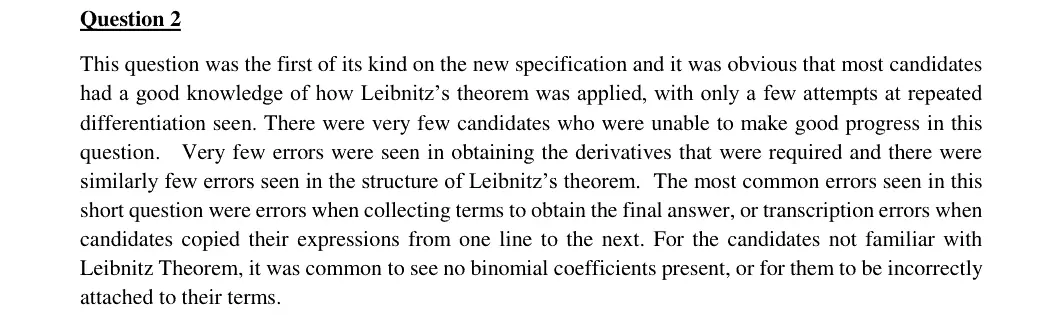 Question 2
This question was the first of its kind on the new specification and it was obvious that most candidates
had a good knowledge of how Leibnitz’s theorem was applied, with only a few attempts at repeated
differentiation seen. There were very few candidates who were unable to make good progress in this
question. Very few errors were seen in obtaining the derivatives that were required and there were
similarly few errors seen in the structure of Leibnitz’s theorem. The most common errors seen in this
short question were errors when collecting terms to obtain the final answer, or transcription errors when
candidates copied their expressions from one line to the next. For the candidates not familiar with
Leibnitz Theorem, it was common to see no binomial coefficients present, or for them to be incorrectly
attached to their terms.